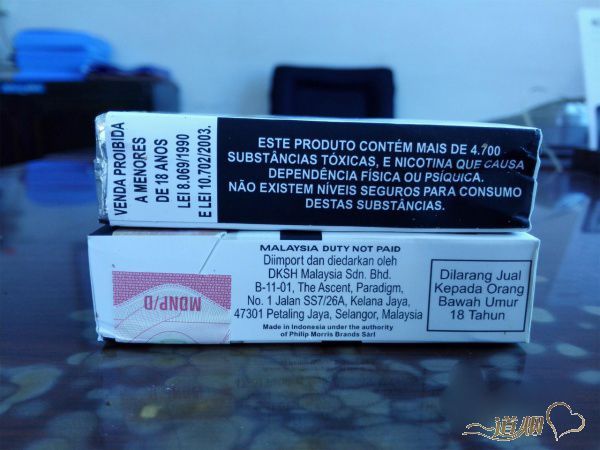 VENDA PROIBIDA
A MENORES
DE 18 ANOS
LEI 8.069/1990
E LEI 10.702/2003.
ESTE PRODUTO CONTÉM MAIS DE 4.700
SUBSTÂNCIAS TÓXICAS, E NICOTINA QUE CAUSA
DEPENDÊNCIA FÍSICA OU PSÍQUICA.
NÃO EXISTEM NÍVEIS SEGUROS PARA CONSUMO
DESTAS SUBSTÂNCIAS.
MDNP/D
MALAYSIA DUTY NOT PAID
Diimport dan diedarkan oleh
DKSH Malaysia Sdn. Bhd.
B-11-01, The Ascent, Paradigm,
No. 1 Jalan SS7/26A, Kelana Jaya,
47301 Petaling Jaya, Selangor, Malaysia
Made in Indonesia under the authority
of Philip Morris Brands Sàrl
Dilarang Jual
Kepada Orang
Bawah Umur
18 Tahun